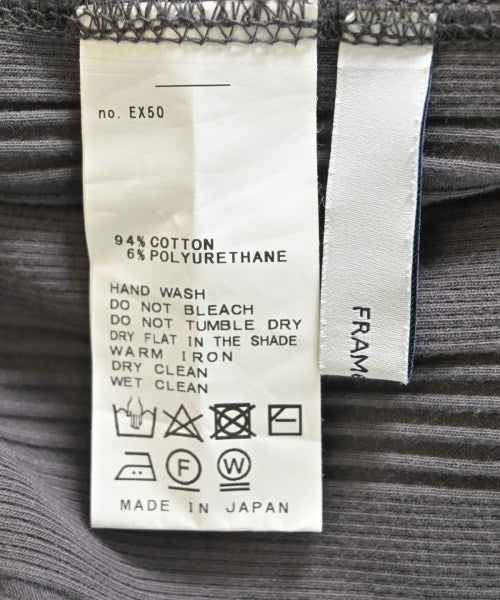 no. EX50
94% COTTON
6% POLYURETHANE
HAND WASH
DO NOT BLEACH
DO NOT TUMBLE DRY
DRY FLAT IN THE SHADE
WARM IRON
DRY CLEAN
WET CLEAN
F W
MADE IN JAPAN
FRAM